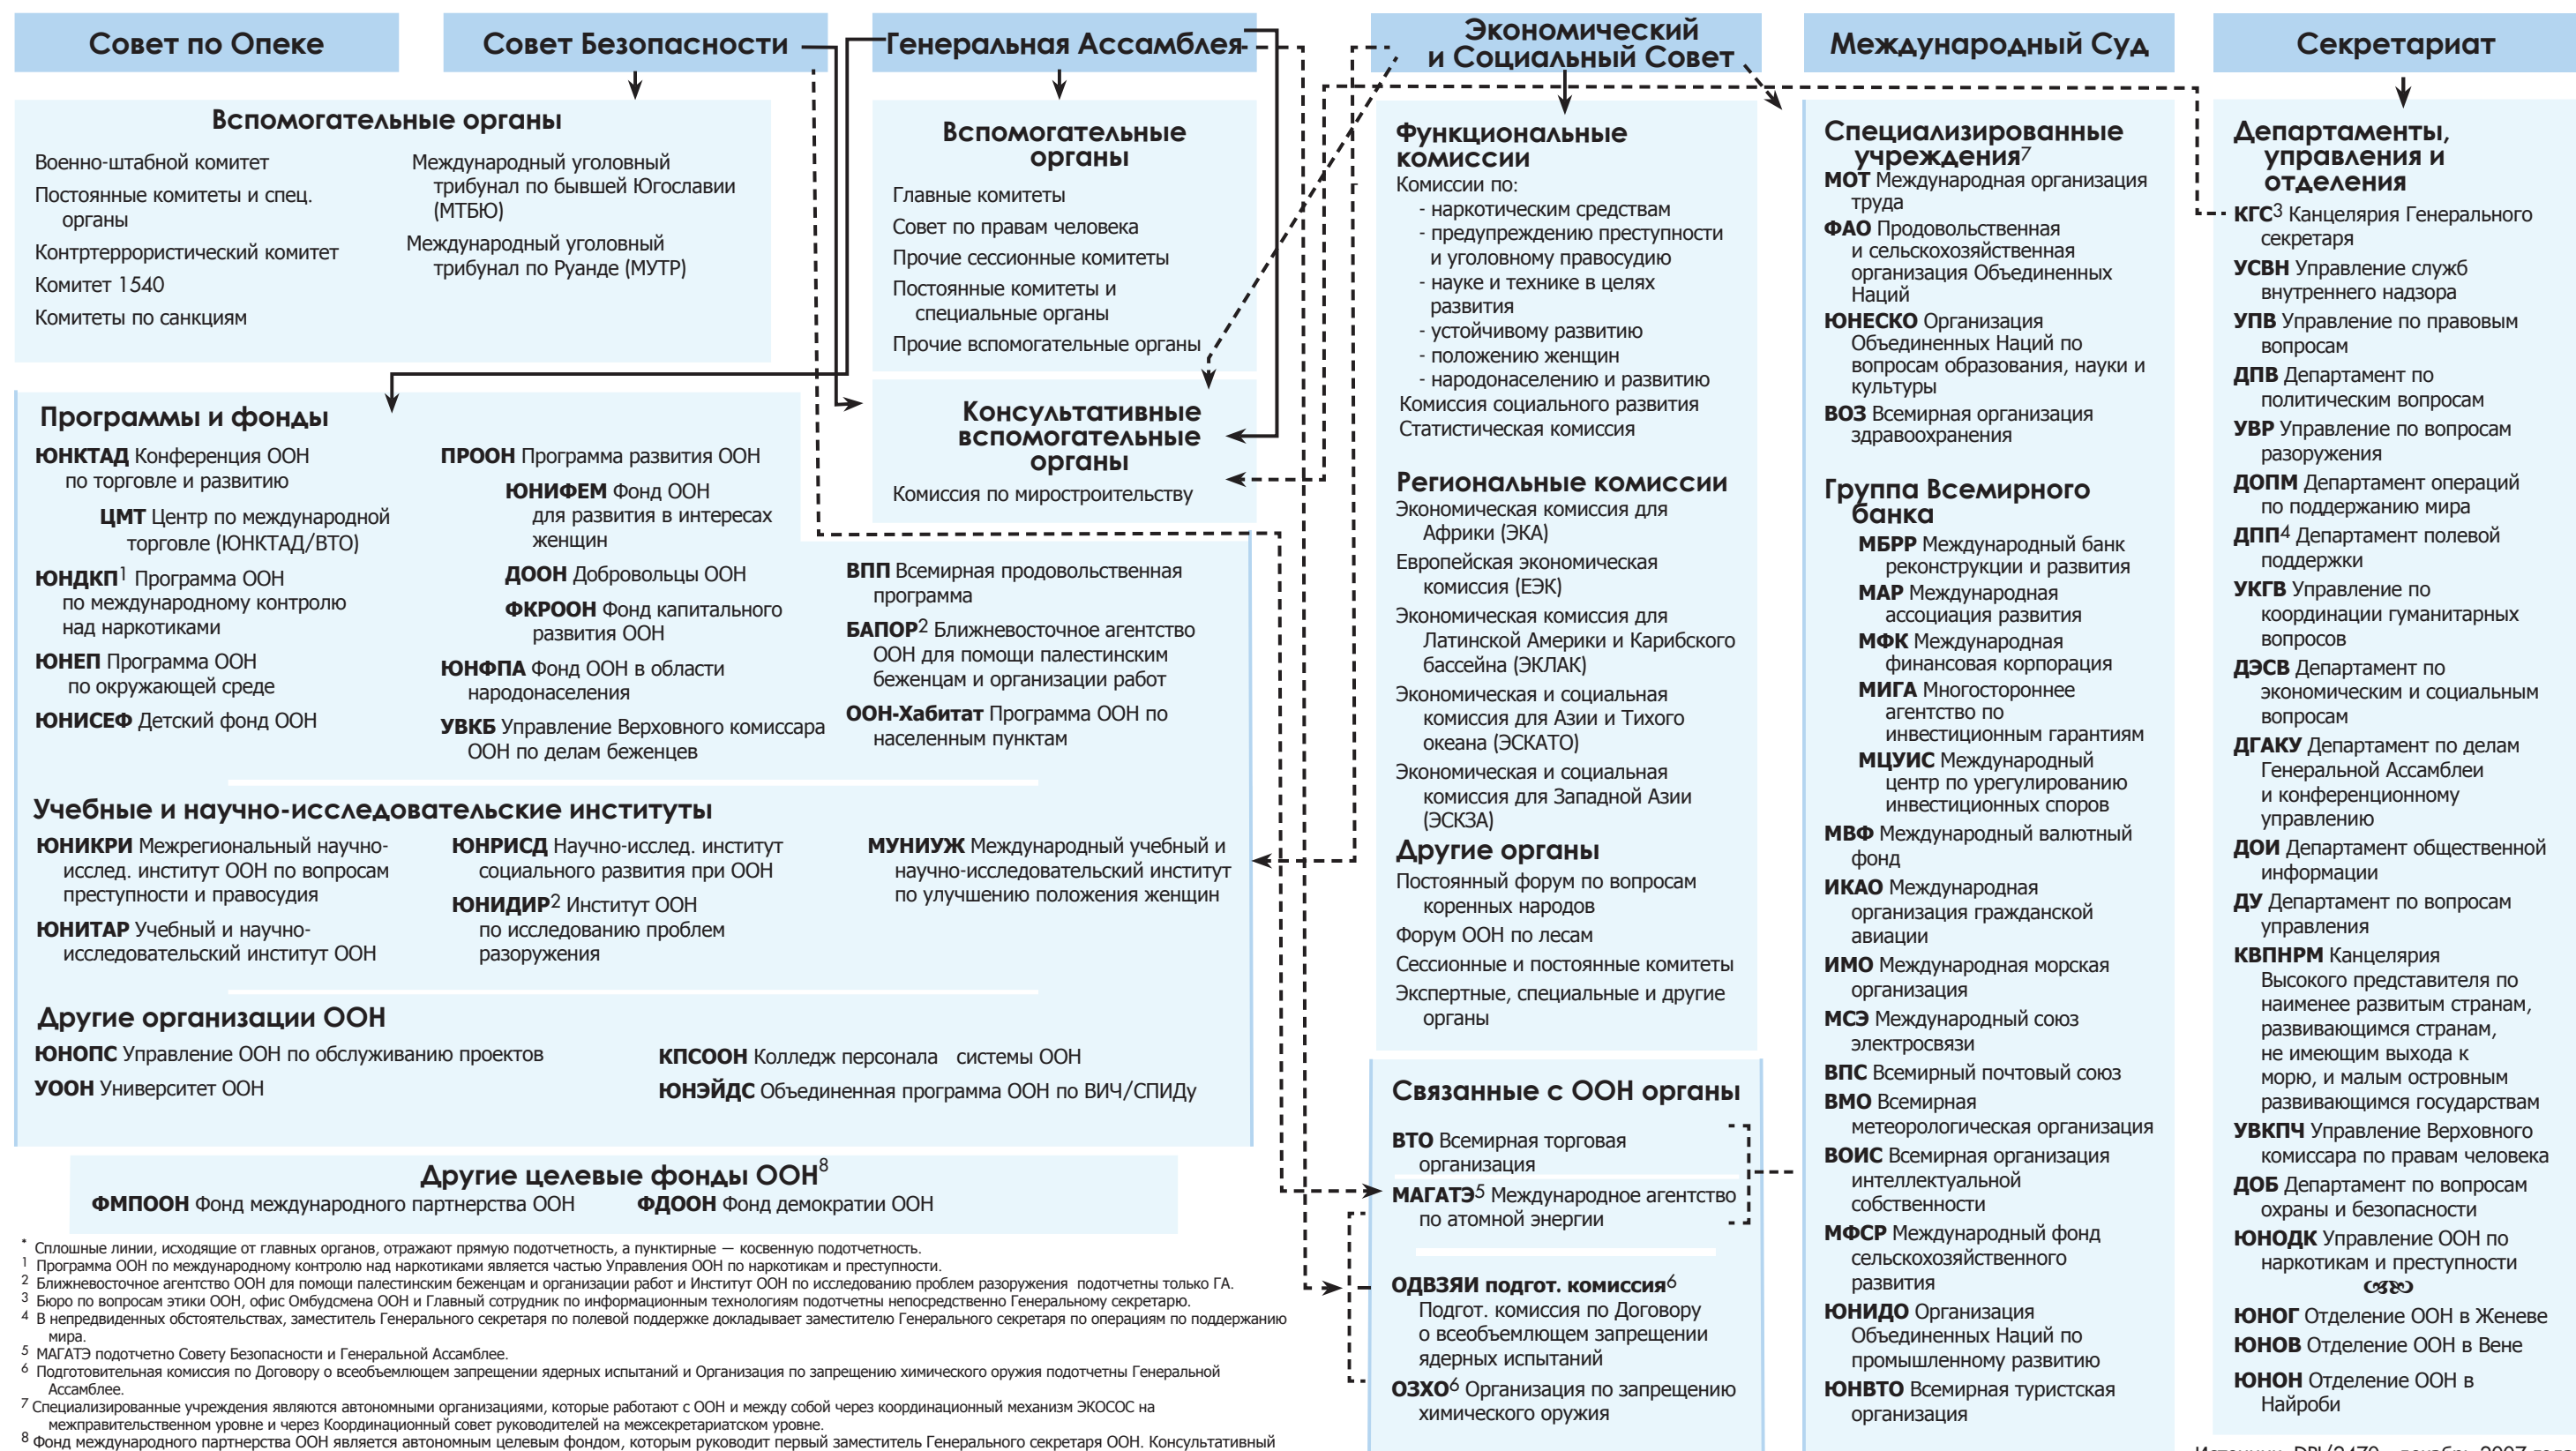 Совет по Опеке
Совет Безопасности
Генеральная Ассамблея
Экономический
и Социальный Совет
Международный Суд
Секретариат
Вспомогательные органы
Военно-штабной комитет
Постоянные комитеты и спец.
органы
Контртеррористический комитет
Комитет 1540
Комитеты по санкциям
Международный уголовный
трибунал по бывшей Югославии
(МТБЮ)
Международный уголовный
трибунал по Руанде (МУТР)
Вспомогательные
органы
Главные комитеты
Совет по правам человека
Прочие сессионные комитеты
Постоянные комитеты и
специальные органы
Прочие вспомогательные органы
Консультативные
вспомогательные
органы
Комиссия по миростроительству
Программы и фонды
ЮНКТАД Конференция ООН
по торговле и развитию
ЦМТ Центр по международной
торговле (ЮНКТАД/ВТО)
ЮНДКП1 Программа ООН
по международному контролю
над наркотиками
ЮНЕП Программа ООН
по окружающей среде
ЮНИСЕФ Детский фонд ООН
ПРООН Программа развития ООН
ЮНИФЕМ Фонд ООН
для развития в интересах
женщин
ДООН Добровольцы ООН
ФКРООН Фонд капитального
развития ООН
ЮНФПА Фонд ООН в области
народонаселения
УВКБ Управление Верховного комиссара
ООН по делам беженцев
ВПП Всемирная продовольственная
программа
БАПОР2 Ближневосточное агентство
ООН для помощи палестинским
беженцам и организации работ
ООН-Хабитат Программа ООН по
населенным пунктам
Учебные и научно-исследовательские институты
ЮНИКРИ Межрегиональный научно-
исслед. институт ООН по вопросам
преступности и правосудия
ЮНИТАР Учебный и научно-
исследовательский институт ООН
ЮНРИСД Научно-исслед. институт
социального развития при ООН
ЮНИДИР2 Институт ООН
по исследованию проблем
разоружения
МУНИУЖ Международный учебный и
научно-исследовательский институт
по улучшению положения женщин
Другие организации ООН
ЮНОПС Управление ООН по обслуживанию проектов
УООН Университет ООН
КПСООН Колледж персонала системы ООН
ЮНЭЙДС Объединенная программа ООН по ВИЧ/СПИДу
Другие целевые фонды ООН8
ФМПООН Фонд международного партнерства ООН
ФДООН Фонд демократии ООН
Функциональные
комиссии
Комиссии по:
- наркотическим средствам
- предупреждению преступности
и уголовному правосудию
- науке и технике в целях
развития
- устойчивому развитию
- положению женщин
- народонаселению и развитию
Комиссия социального развития
Статистическая комиссия
Региональные комиссии
Экономическая комиссия для
Африки (ЭКА)
Европейская экономическая
комиссия (ЕЭК)
Экономическая комиссия для
Латинской Америки и Карибского
бассейна (ЭКЛАК)
Экономическая и социальная
комиссия для Азии и Тихого
океана (ЭСКАТО)
Экономическая и социальная
комиссия для Западной Азии
(ЭСКЗА)
Другие органы
Постоянный форум по вопросам
коренных народов
Форум ООН по лесам
Сессионные и постоянные комитеты
Экспертные, специальные и другие
органы
Связанные с ООН органы
ВТО Всемирная торговая
организация
МАГАТЭ5 Международное агентство
по атомной энергии
ОДВЗЯИ подгот. комиссия6
Подгот. комиссия по Договору
о всеобъемлющем запрещении
ядерных испытаний
ОЗХО6 Организация по запрещению
химического оружия
Специализированные
учреждения7
МОТ Международная организация
труда
ФАО Продовольственная
и сельскохозяйственная
организация Объединенных
Наций
ЮНЕСКО Организация
Объединенных Наций по
вопросам образования, науки и
культуры
ВОЗ Всемирная организация
здравоохранения
Группа Всемирного
банка
МБРР Международный банк
реконструкции и развития
МАР Международная
ассоциация развития
МФК Международная
финансовая корпорация
МИГА Многостороннее
агентство по
инвестиционным гарантиям
МЦУИС Международный
центр по урегулированию
инвестиционных споров
МВФ Международный валютный
фонд
ИКАО Международная
организация гражданской
авиации
ИМО Международная морская
организация
МСЭ Международный союз
электросвязи
ВПС Всемирный почтовый союз
ВМО Всемирная
метеорологическая организация
ВОИС Всемирная организация
интеллектуальной
собственности
МФСР Международный фонд
сельскохозяйственного
развития
ЮНИДО Организация
Объединенных Наций по
промышленному развитию
ЮНВТО Всемирная туристская
организация
Департаменты,
управления и
отделения
КГС3 Канцелярия Генерального
секретаря
УСВН Управление служб
внутреннего надзора
УПВ Управление по правовым
вопросам
ДПВ Департамент по
политическим вопросам
УВР Управление по вопросам
разоружения
ДОПМ Департамент операций
по поддержанию мира
ДПП4 Департамент полевой
поддержки
УКГВ Управление по
координации гуманитарных
вопросов
ДЭСВ Департамент по
экономическим и социальным
вопросам
ДГАКУ Департамент по делам
Генеральной Ассамблеи
и конференционному
управлению
ДОИ Департамент общественной
информации
ДУ Департамент по вопросам
управления
КВПНРМ Канцелярия
Высокого представителя по
наименее развитым странам,
развивающимся странам,
не имеющим выхода к
морю, и малым островным
развивающимся государствам
УВКПЧ Управление Верховного
комиссара по правам человека
ДОБ Департамент по вопросам
охраны и безопасности
ЮНОДК Управление ООН по
наркотикам и преступности
ЮНОГ Отделение ООН в Женеве
ЮНОВ Отделение ООН в Вене
ЮНОН Отделение ООН в
Найроби
* Сплошные линии, исходящие от главных органов, отражают прямую подотчетность, а пунктирные — косвенную подотчетность.
1 Программа ООН по международному контролю над наркотиками является частью Управления ООН по наркотикам и преступности.
2 Ближневосточное агентство ООН для помощи палестинским беженцам и организации работ и Институт ООН по исследованию проблем разоружения подотчетны только ГА.
3 Бюро по вопросам этики ООН, офис Омбудсмена ООН и Главный сотрудник по информационным технологиям подотчетны непосредственно Генеральному секретарю.
4 В непредвиденных обстоятельствах, заместитель Генерального секретаря по полевой поддержке докладывает заместителю Генерального секретаря по операциям по поддержанию
мира.
5 МАГАТЭ подотчетно Совету Безопасности и Генеральной Ассамблее.
6 Подготовительная комиссия по Договору о всеобъемлющем запрещении ядерных испытаний и Организация по запрещению химического оружия подотчетны Генеральной
Ассамблее.
7 Специализированные учреждения являются автономными организациями, которые работают с ООН и между собой через координационный механизм ЭКОСОС на
межправительственном уровне и через Координационный совет руководителей на межсекретариатском уровне.
8 Фонд международного партнерства ООН является автономным целевым фондом, которым руководит первый заместитель Генерального секретаря ООН. Консультативный